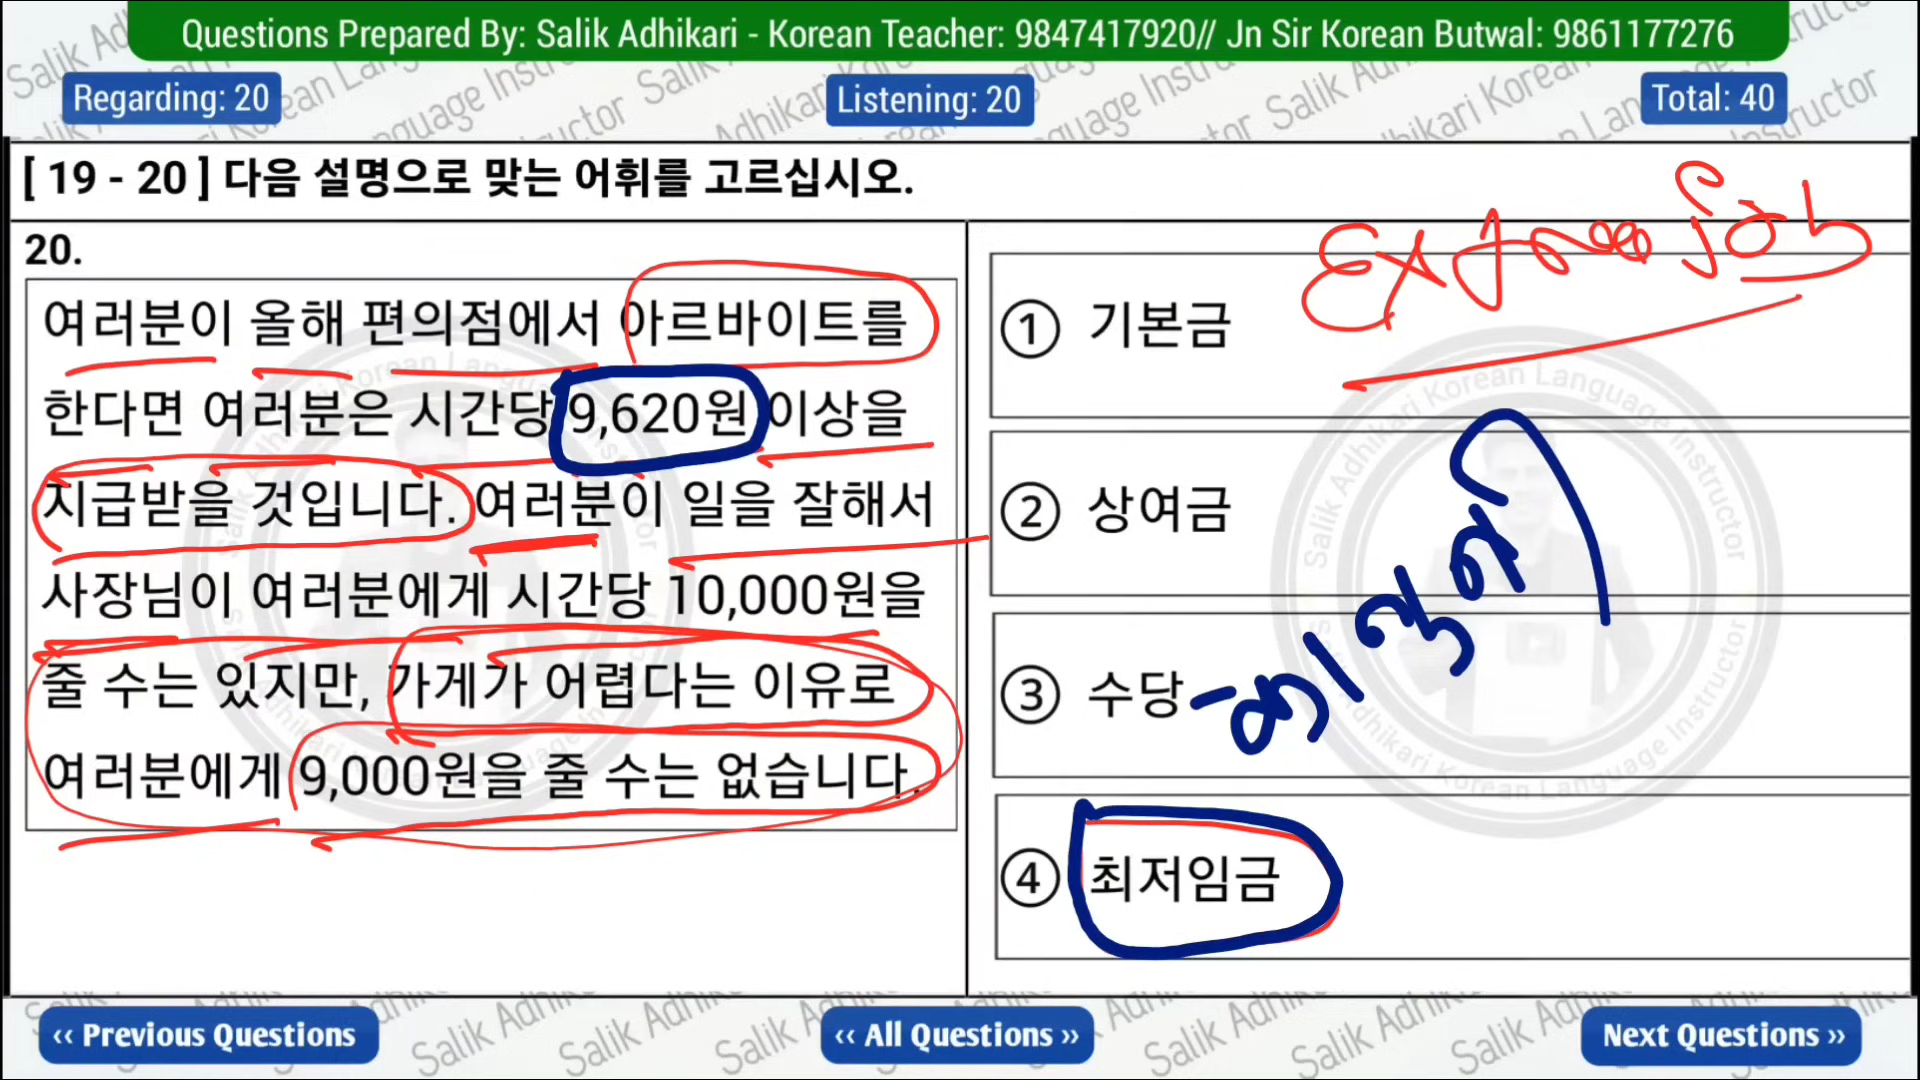 Questions Prepared By: Salik Adhikari - Korean Teacher: 9847417920// Jn Sir Korean Butwal: 9861177276
Regarding: 20
Listening: 20
Total: 40
[ 19 - 20 ] 다음 설명으로 맞는 어휘를 고르십시오.
20.
여러분이 올해 편의점에서 아르바이트를
한다면 여러분은 시간당 9,620원 이상을
지급받을 것입니다. 여러분이 일을 잘해서
사장님이 여러분에게 시간당 10,000원을
줄 수는 있지만, 가게가 어렵다는 이유로
여러분에게 9,000원을 줄 수는 없습니다.
① 기본금
② 상여금
③ 수당
④ 최저임금
Job
‹‹ Previous Questions
‹‹ All Questions ››
Next Questions ››